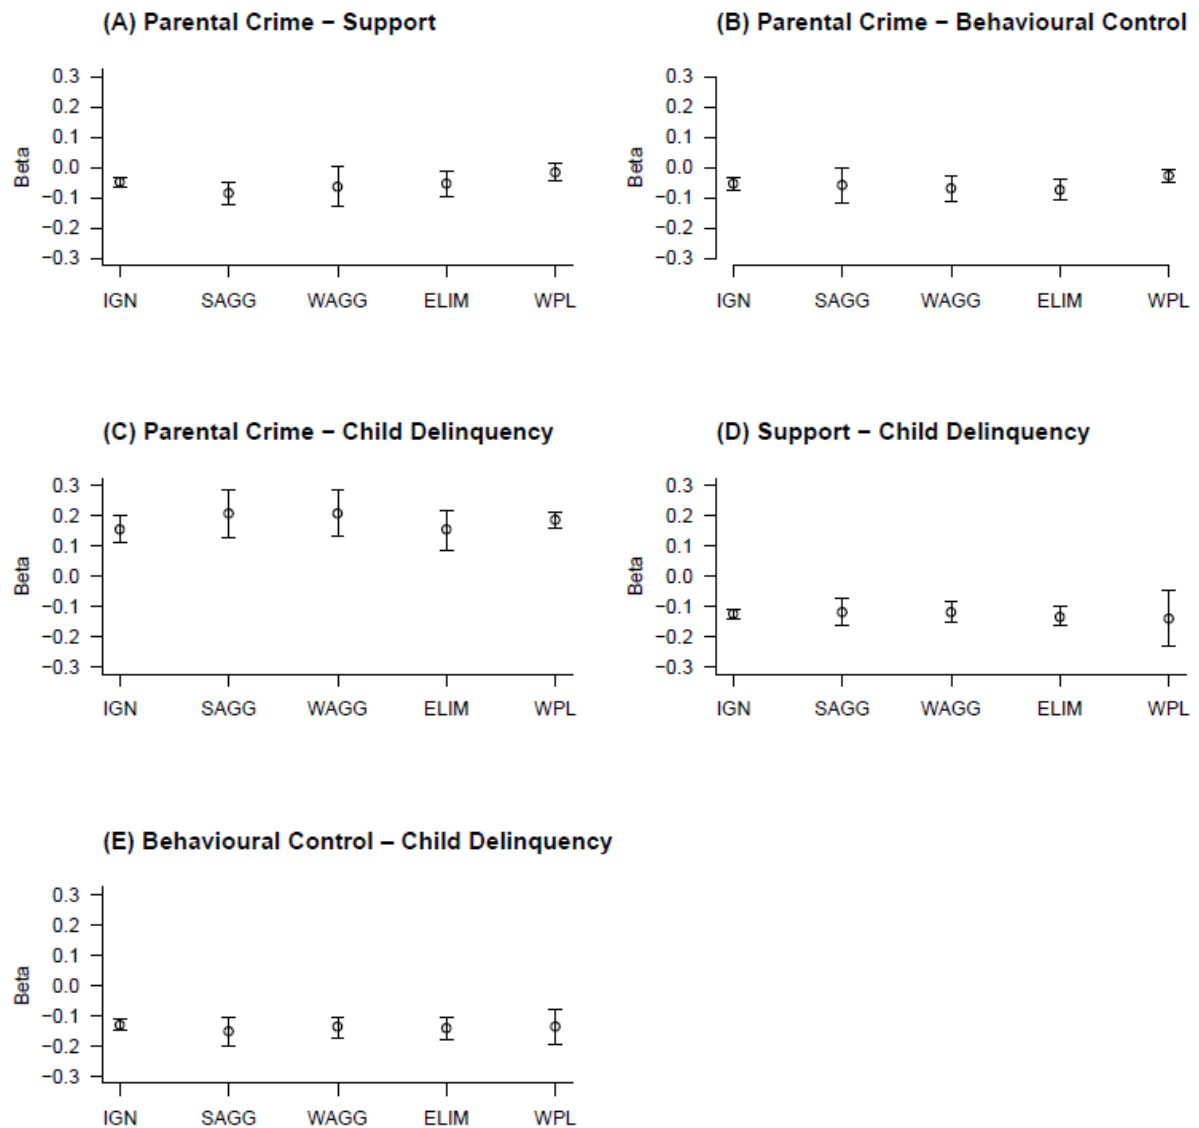 (A) Parental Crime − Support
0.3
0.2
0.1
0.0
−0.1
−0.2
−0.3
Beta
IGN SAGG WAGG ELIM WPL
(B) Parental Crime − Behavioural Control
0.3
0.2
0.1
0.0
−0.1
−0.2
−0.3
Beta
IGN SAGG WAGG ELIM WPL
(C) Parental Crime − Child Delinquency
0.3
0.2
0.1
0.0
−0.1
−0.2
−0.3
Beta
IGN SAGG WAGG ELIM WPL
(D) Support − Child Delinquency
0.3
0.2
0.1
0.0
−0.1
−0.2
−0.3
Beta
IGN SAGG WAGG ELIM WPL
(E) Behavioural Control – Child Delinquency
0.3
0.2
0.1
0.0
−0.1
−0.2
−0.3
Beta
IGN SAGG WAGG ELIM WPL